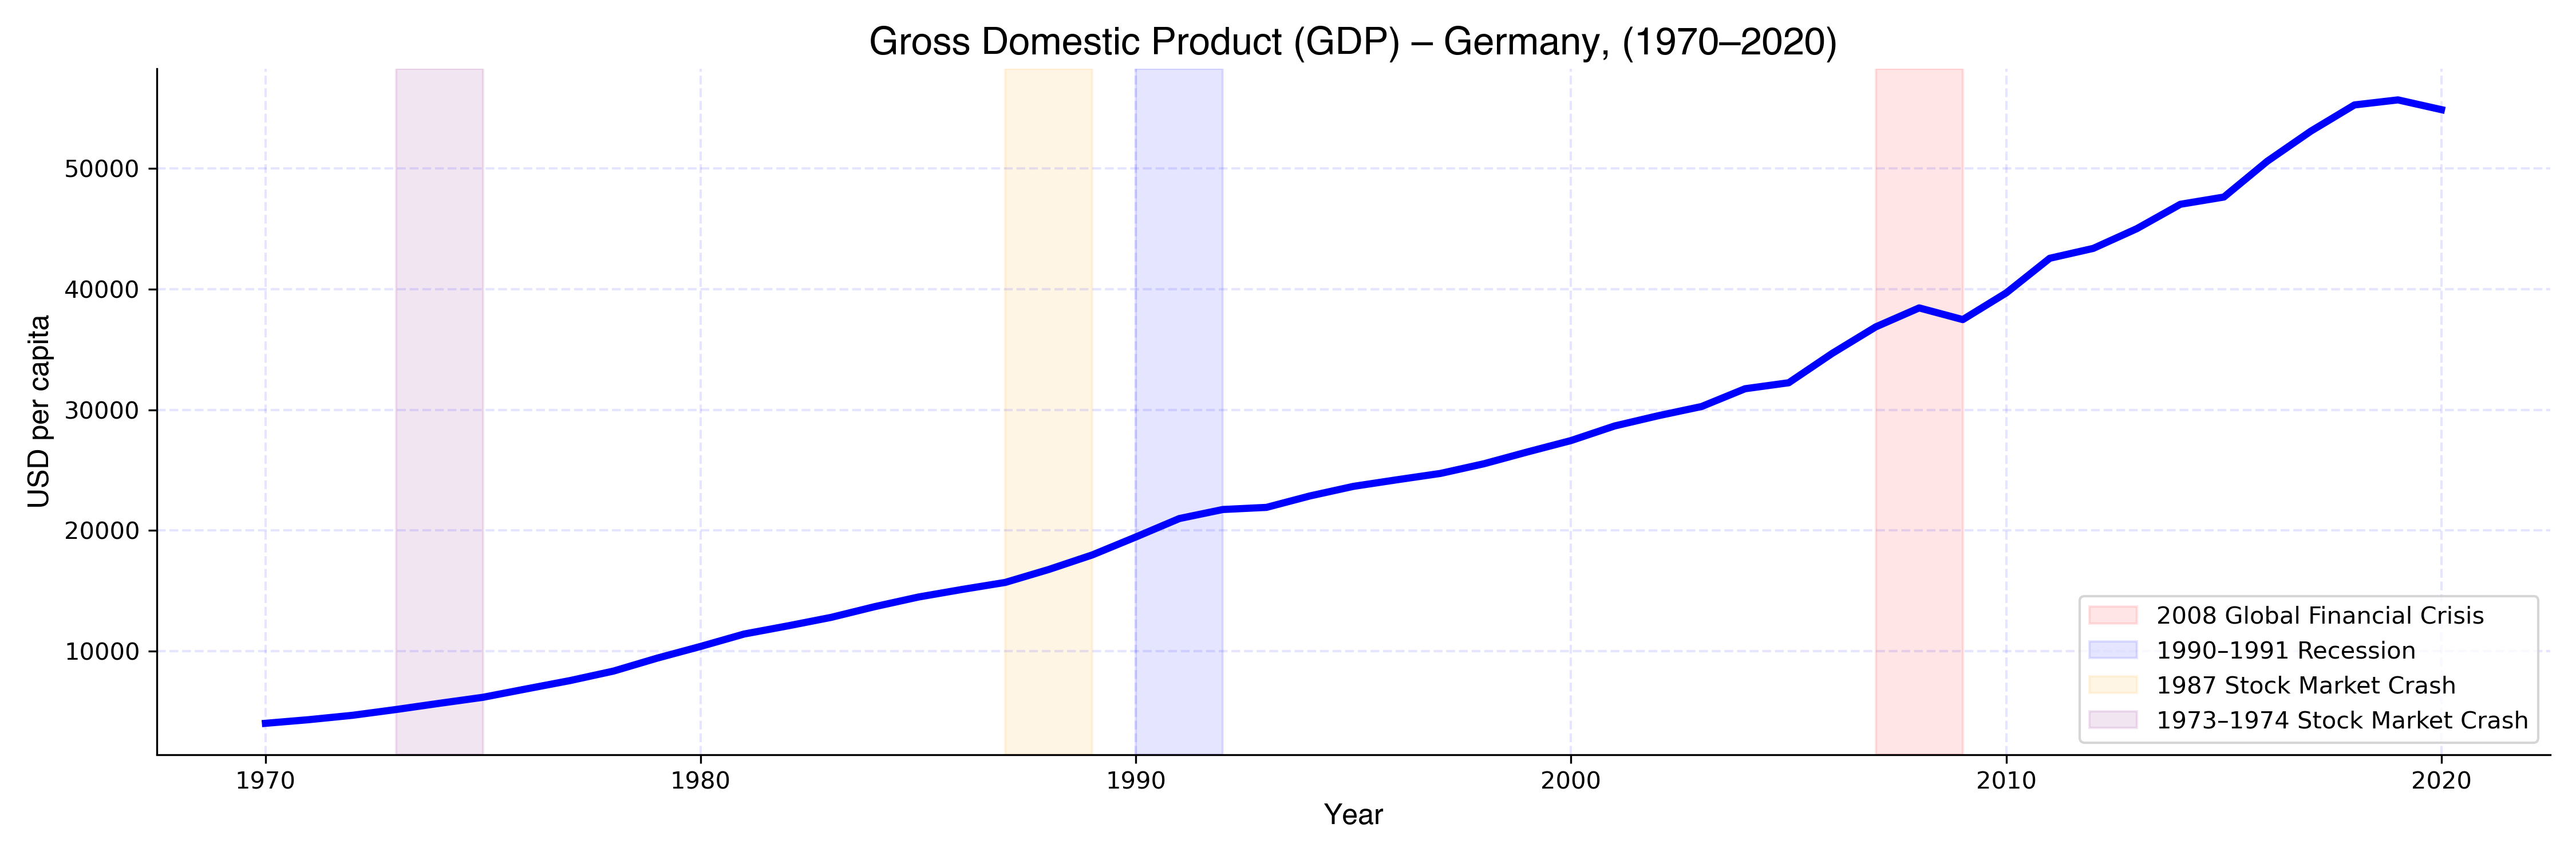 Gross Domestic Product (GDP) – Germany, (1970–2020)
USD per capita
50000
40000
30000
20000
10000
1970
1980
1990
2000
2010
2020
Year
2008 Global Financial Crisis
1990–1991 Recession
1987 Stock Market Crash
1973–1974 Stock Market Crash